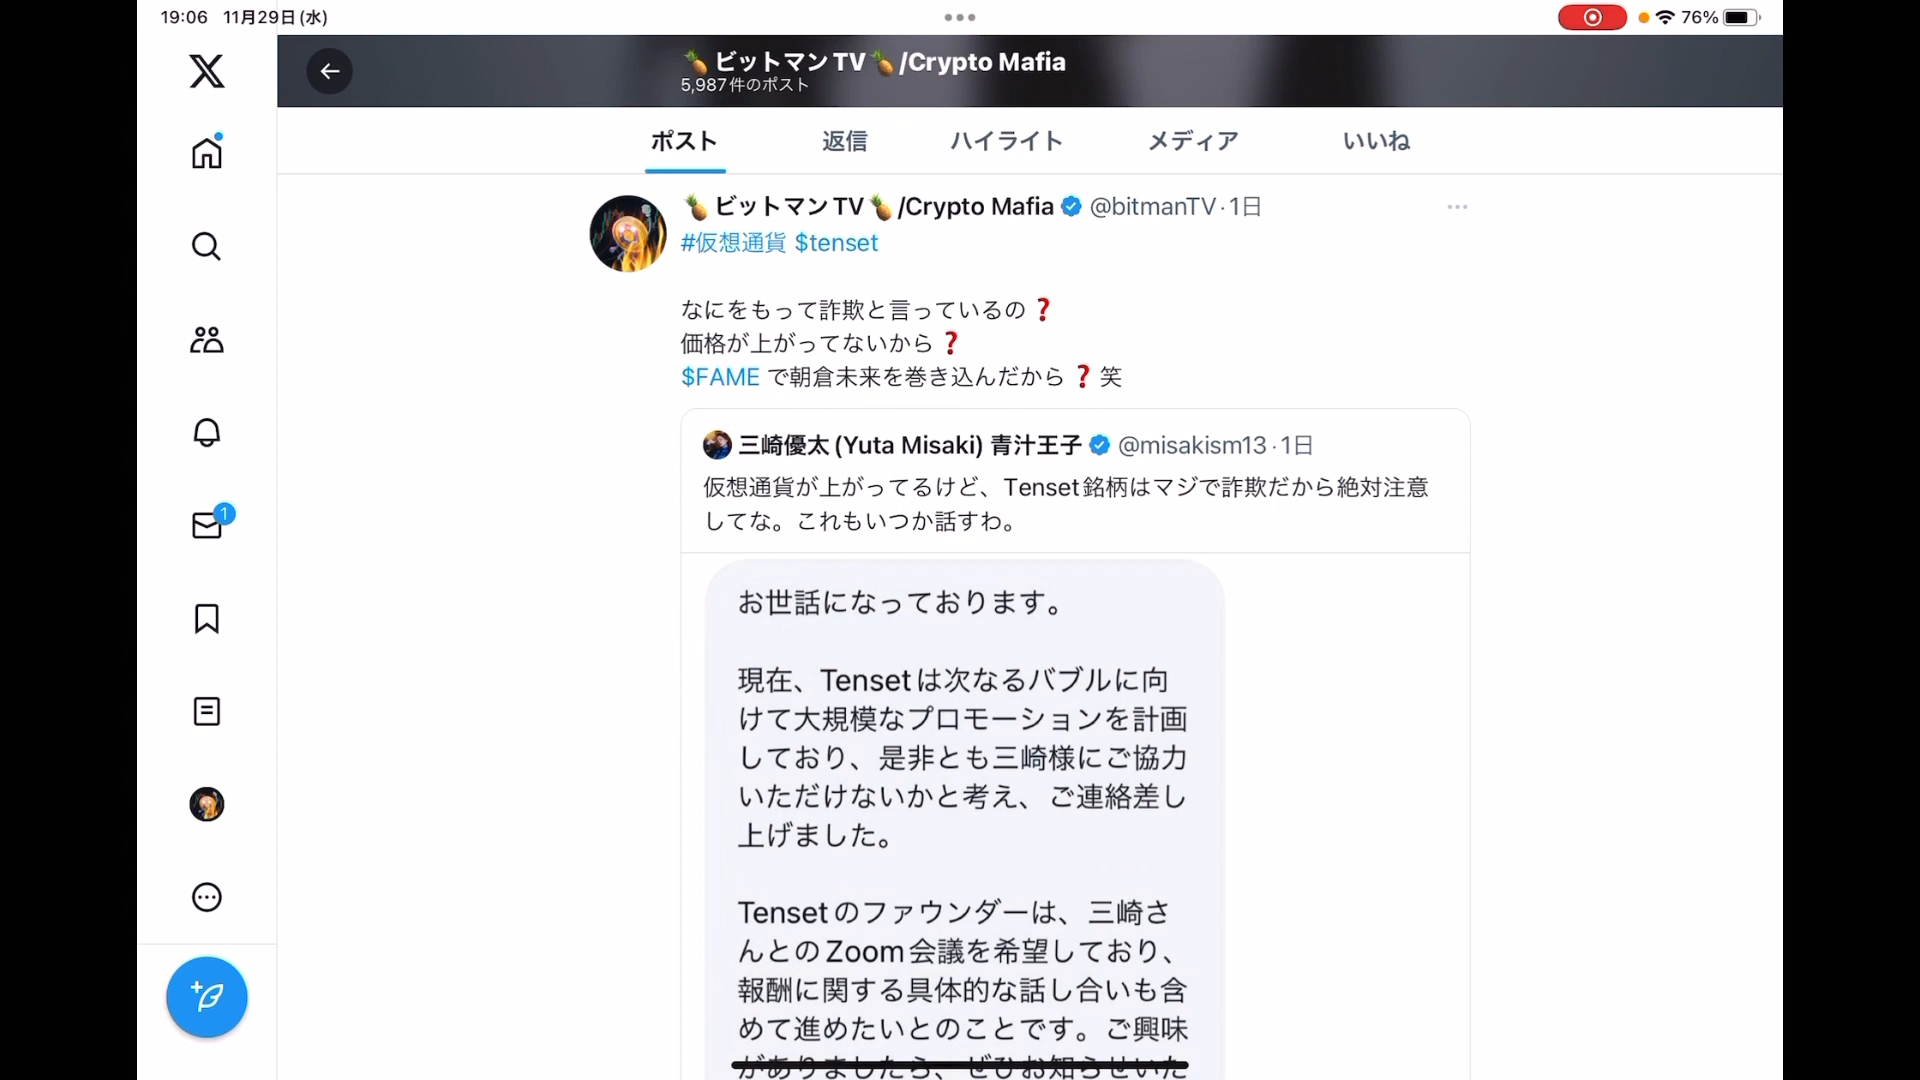 19:06 11月29日(水)
76%
🍍ビットマンTV🍍/Crypto Mafia
5,987件のポスト
ポスト 返信 ハイライト メディア いいね
🍍ビットマンTV🍍/Crypto Mafia @bitmanTV·1日
#仮想通貨 $tenset
なにをもって詐欺と言っているの❓
価格が上がってないから❓
$FAME で朝倉未来を巻き込んだから❓笑
三崎優太(Yuta Misaki) 青汁王子 @misakism13·1日
仮想通貨が上がってるけど、Tenset銘柄はマジで詐欺だから絶対注意
してな。これもいつか話すわ。
お世話になっております。
現在、Tensetは次なるバブルに向
けて大規模なプロモーションを計画
しており、是非とも三崎様にご協力
いただけないかと考え、ご連絡差し
上げました。
Tensetのファウンダーは、三崎さ
んとのZoom会議を希望しており、
報酬に関する具体的な話し合いも含
めて進めたいとのことです。ご興味
がありましたら、ぜひお知らせいた
1